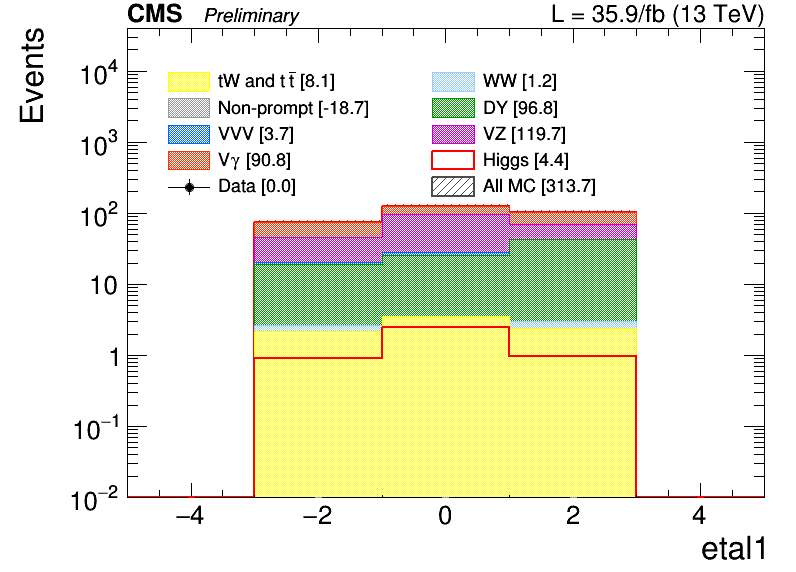 CMS Preliminary L = 35.9/fb (13 TeV)
Events
10⁴
10³
10²
10
1
10⁻¹
10⁻²
tW and tt̅ [8.1] WW [1.2]
Non-prompt [-18.7] DY [96.8]
VVV [3.7] VZ [119.7]
Vγ [90.8] Higgs [4.4]
Data [0.0] All MC [313.7]
−4 −2 0 2 4
etal1